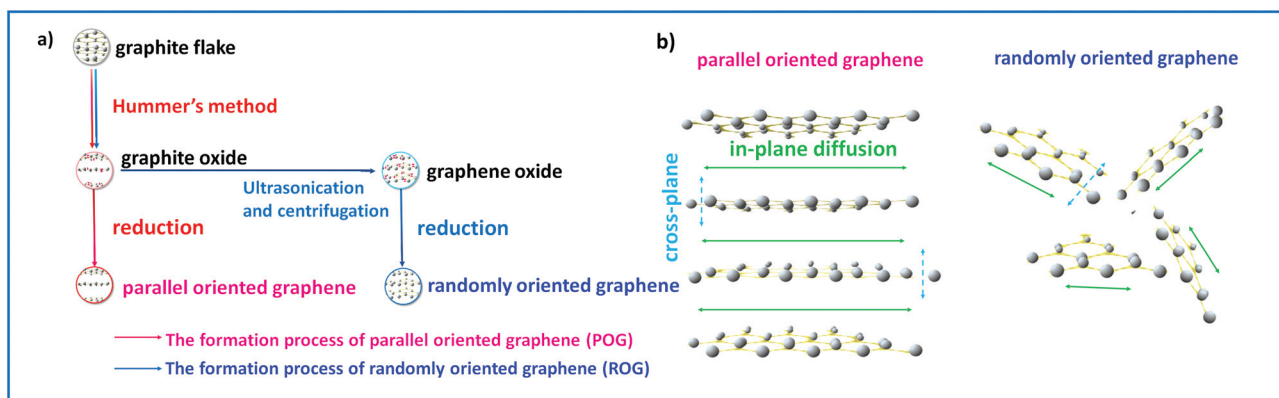 a)
graphite flake
Hummer's method
graphite oxide
graphene oxide
Ultrasonication
and centrifugation
reduction
reduction
parallel oriented graphene
randomly oriented graphene
The formation process of parallel oriented graphene (POG)
The formation process of randomly oriented graphene (ROG)
b)
parallel oriented graphene
randomly oriented graphene
in-plane diffusion
cross-plane